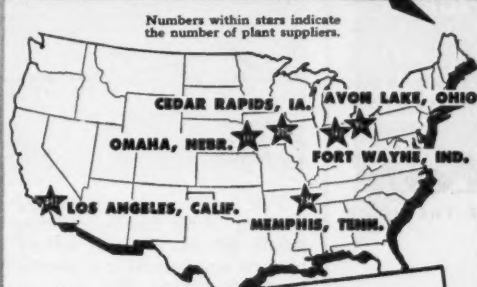 Numbers within stars indicate
the number of plant suppliers.
CEDAR RAPIDS, IA.
AVON LAKE, OHIO
OMAHA, NEBR.
FORT WAYNE, IND.
LOS ANGELES, CALIF.
MEMPHIS, TENN.